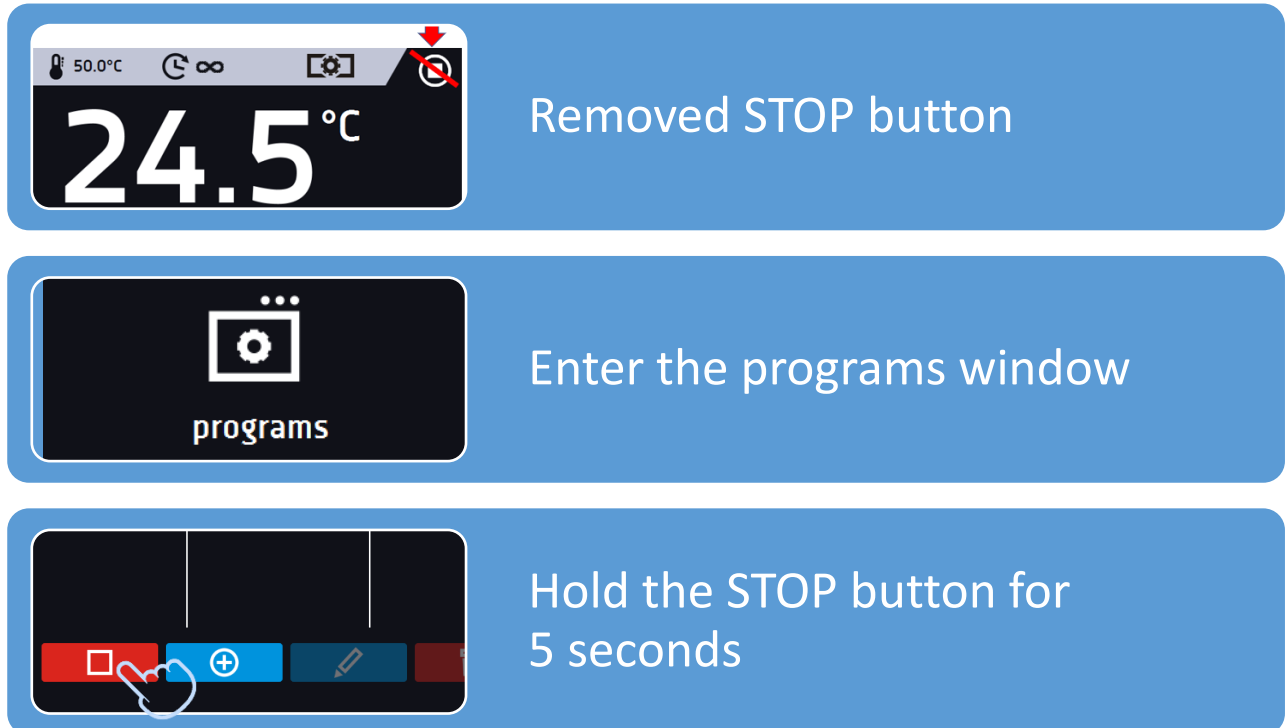 50.0°C
24.5°C
Removed STOP button
programs
Enter the programs window
Hold the STOP button for
5 seconds